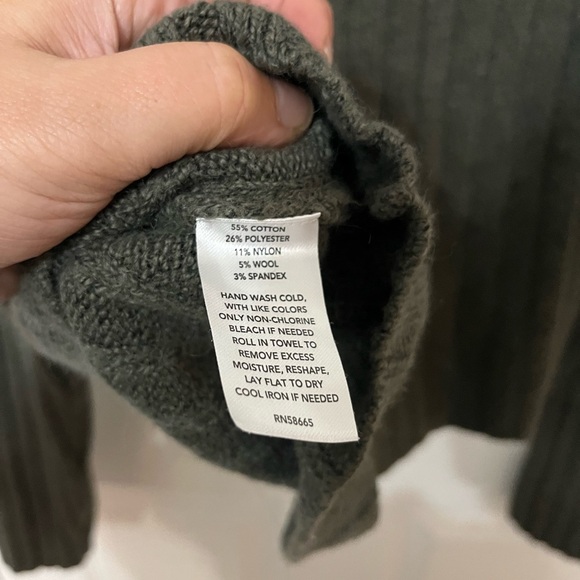 55% COTTON
26% POLYESTER
11% NYLON
5% WOOL
3% SPANDEX
HAND WASH COLD,
WITH LIKE COLORS
ONLY NON-CHLORINE
BLEACH IF NEEDED
ROLL IN TOWEL TO
REMOVE EXCESS
MOISTURE, RESHAPE,
LAY FLAT TO DRY
COOL IRON IF NEEDED
RN58665